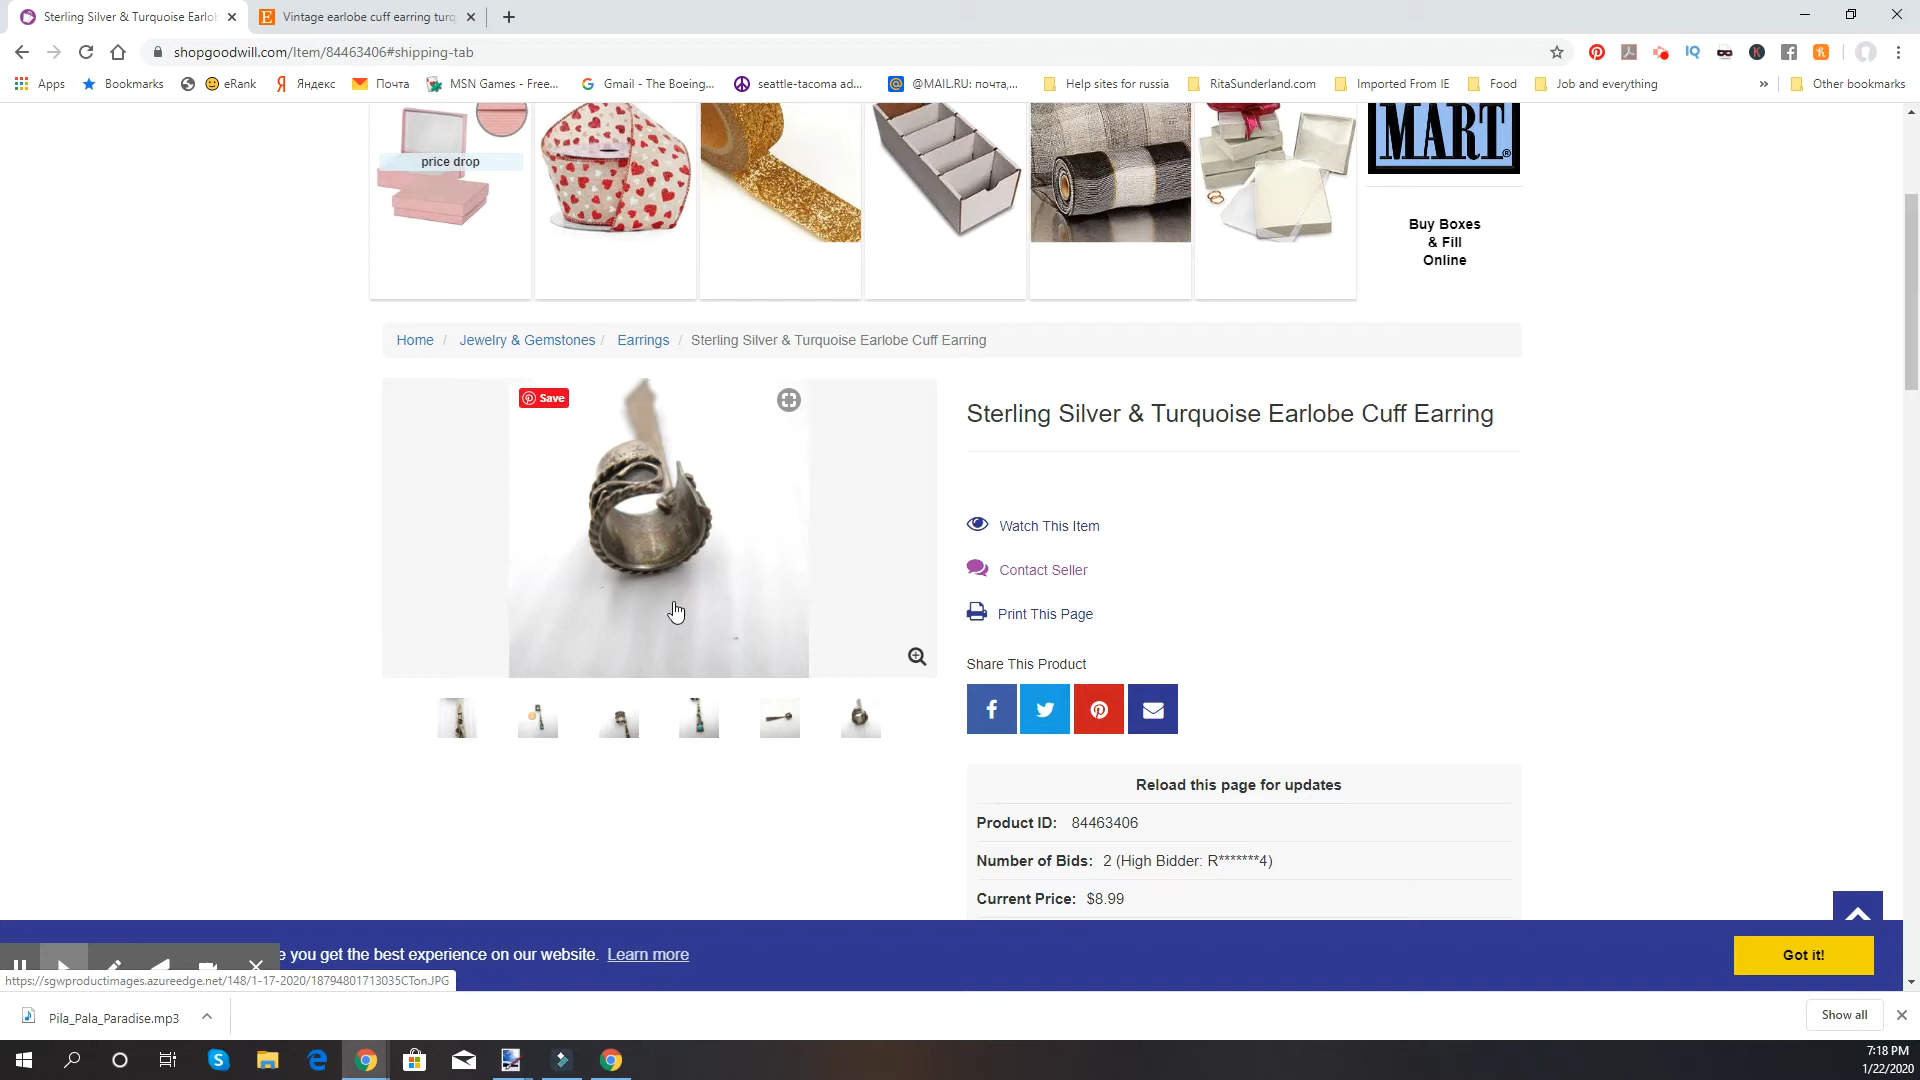 Sterling Silver & Turquoise Earlob
Vintage earlobe cuff earring turq
shopgoodwill.com/Item/84463406#shipping-tab
Apps
Bookmarks
eRank
Яндекс
Почта
MSN Games - Free...
Gmail - The Boeing...
seattle-tacoma ad...
@MAIL.RU: почта,...
Help sites for russia
RitaSunderland.com
Imported From IE
Food
Job and everything
»
Other bookmarks
price drop
MART
Buy Boxes
& Fill
Online
Home / Jewelry & Gemstones / Earrings / Sterling Silver & Turquoise Earlobe Cuff Earring
Save
Sterling Silver & Turquoise Earlobe Cuff Earring
Watch This Item
Contact Seller
Print This Page
Share This Product
Reload this page for updates
Product ID: 84463406
Number of Bids: 2 (High Bidder: R*******4)
Current Price: $8.99
e you get the best experience on our website. Learn more
Got it!
https://sgwproductimages.azureedge.net/148/1-17-2020/18794801713035CTon.JPG
Pila_Pala_Paradise.mp3
Show all
7:18 PM
1/22/2020